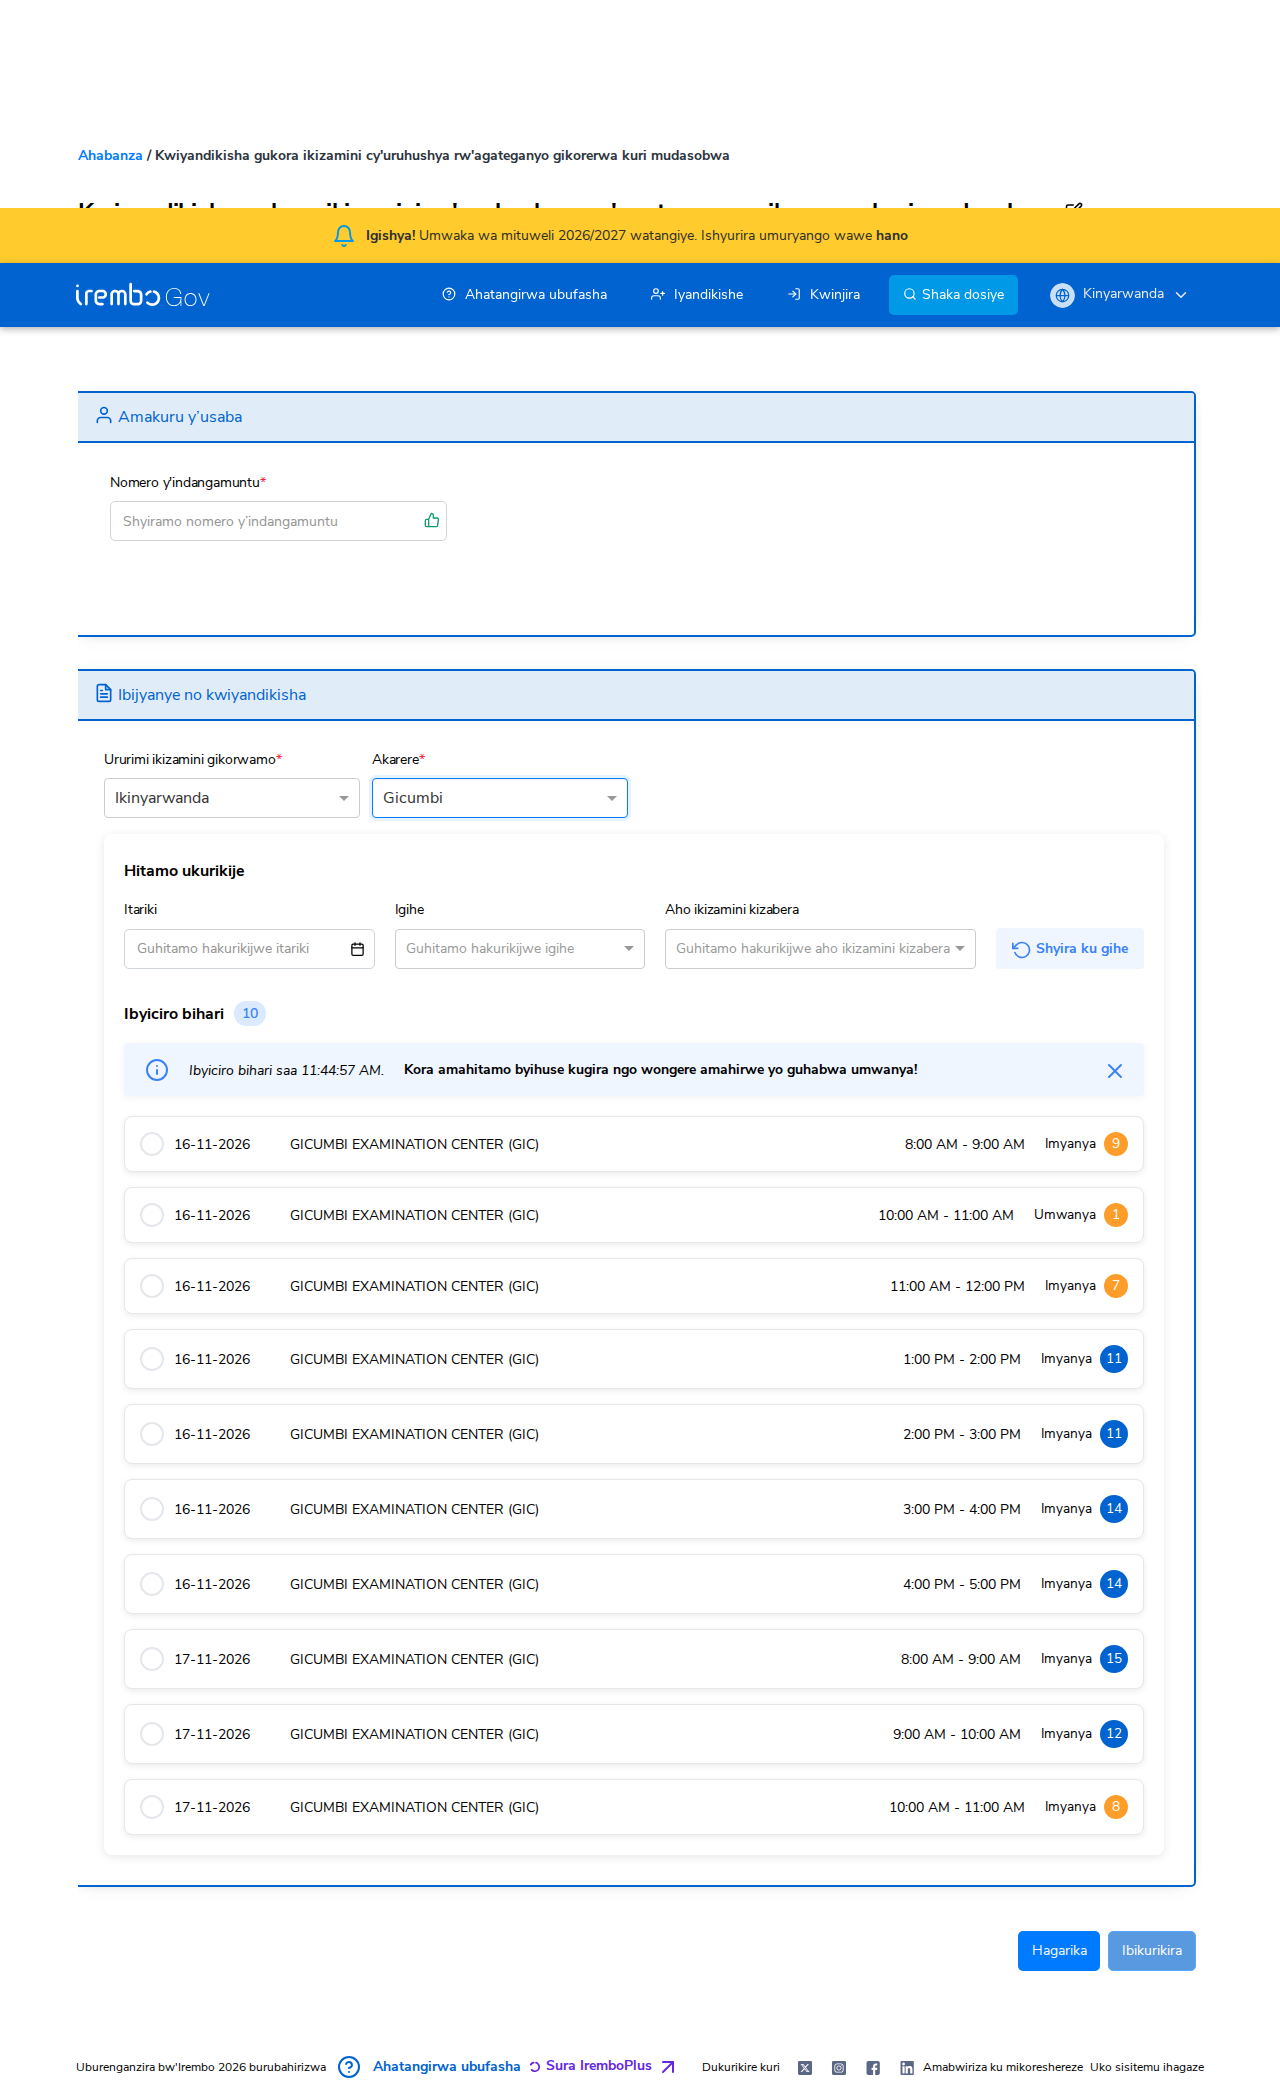 Ahabanza / Kwiyandikisha gukora ikizamini cy'uruhushya rw'agateganyo gikorerwa kuri mudasobwa
Igishya! Umwaka wa mituweli 2026/2027 watangiye. Ishyurira umuryango wawe hano
irembo Gov
Ahatangirwa ubufasha
Iyandikishe
Kwinjira
Shaka dosiye
Kinyarwanda
Amakuru y’usaba
Nomero y'indangamuntu*
Shyiramo nomero y’indangamuntu
Ibijyanye no kwiyandikisha
Ururimi ikizamini gikorwamo* Akarere*
Ikinyarwanda Gicumbi
Hitamo ukurikije
Itariki Igihe Aho ikizamini kizabera
Guhitamo hakurikijwe itariki Guhitamo hakurikijwe igihe Guhitamo hakurikijwe aho ikizamini kizabera Shyira ku gihe
Ibyiciro bihari 10
Ibyiciro bihari saa 11:44:57 AM. Kora amahitamo byihuse kugira ngo wongere amahirwe yo guhabwa umwanya!
16-11-2026 GICUMBI EXAMINATION CENTER (GIC) 8:00 AM - 9:00 AM Imyanya 9
16-11-2026 GICUMBI EXAMINATION CENTER (GIC) 10:00 AM - 11:00 AM Umwanya 1
16-11-2026 GICUMBI EXAMINATION CENTER (GIC) 11:00 AM - 12:00 PM Imyanya 7
16-11-2026 GICUMBI EXAMINATION CENTER (GIC) 1:00 PM - 2:00 PM Imyanya 11
16-11-2026 GICUMBI EXAMINATION CENTER (GIC) 2:00 PM - 3:00 PM Imyanya 11
16-11-2026 GICUMBI EXAMINATION CENTER (GIC) 3:00 PM - 4:00 PM Imyanya 14
16-11-2026 GICUMBI EXAMINATION CENTER (GIC) 4:00 PM - 5:00 PM Imyanya 14
17-11-2026 GICUMBI EXAMINATION CENTER (GIC) 8:00 AM - 9:00 AM Imyanya 15
17-11-2026 GICUMBI EXAMINATION CENTER (GIC) 9:00 AM - 10:00 AM Imyanya 12
17-11-2026 GICUMBI EXAMINATION CENTER (GIC) 10:00 AM - 11:00 AM Imyanya 8
Hagarika Ibikurikira
Uburenganzira bw'Irembo 2026 burubahirizwa Ahatangirwa ubufasha Sura IremboPlus Dukurikire kuri Amabwiriza ku mikoreshereze Uko sisitemu ihagaze